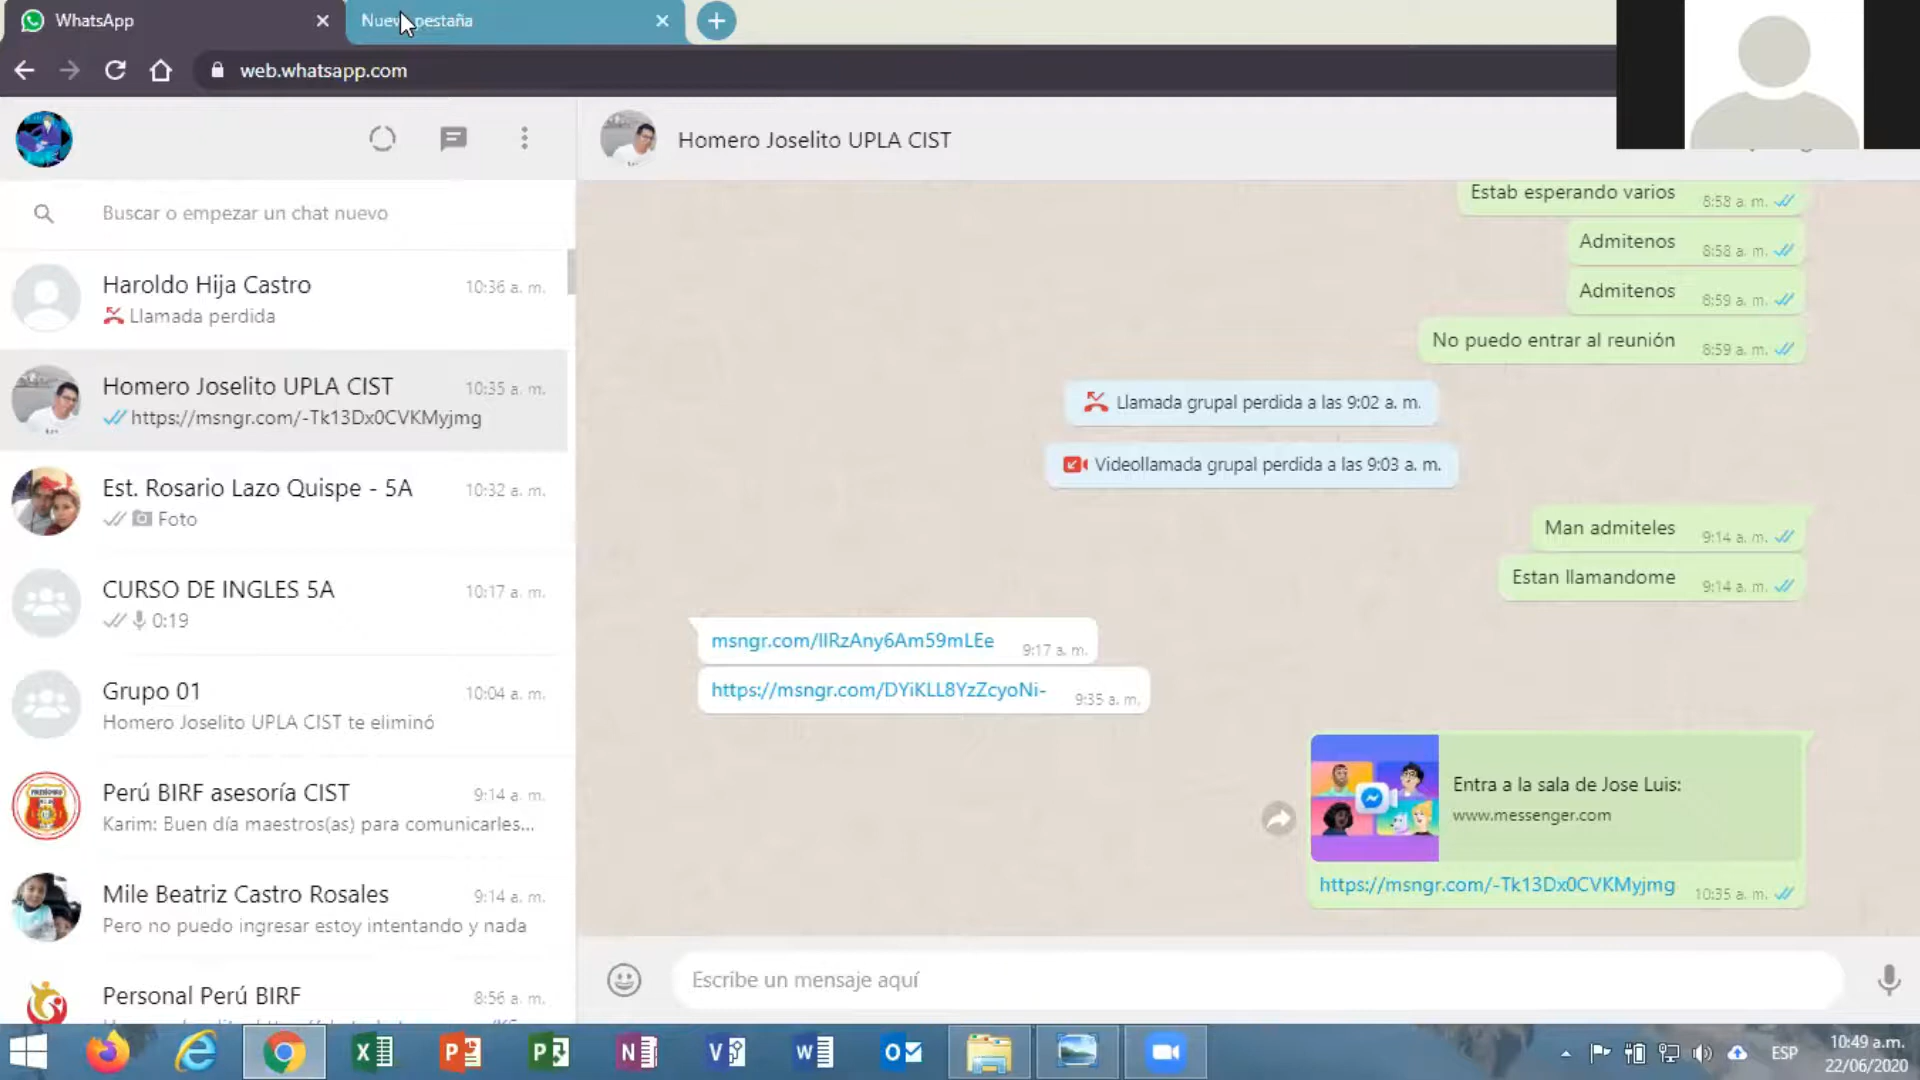 WhatsApp
Nueva pestaña
web.whatsapp.com
Homero Joselito UPLA CIST
Buscar o empezar un chat nuevo
Haroldo Hija Castro
10:36 a. m.
Llamada perdida
Homero Joselito UPLA CIST
10:35 a. m.
https://msngr.com/-Tk13Dx0CVKMyjmg
Est. Rosario Lazo Quispe - 5A
10:32 a. m.
Foto
CURSO DE INGLES 5A
10:17 a. m.
0:19
Grupo 01
10:04 a. m.
Homero Joselito UPLA CIST te eliminó
Perú BIRF asesoría CIST
9:14 a. m.
Karim: Buen día maestros(as) para comunicarles...
Mile Beatriz Castro Rosales
9:14 a. m.
Pero no puedo ingresar estoy intentando y nada
Personal Perú BIRF
8:56 a. m.
Estab esperando varios
8:58 a. m.
Admitenos
8:58 a. m.
Admitenos
8:59 a. m.
No puedo entrar al reunión
8:59 a. m.
Llamada grupal perdida a las 9:02 a. m.
Videollamada grupal perdida a las 9:03 a. m.
Man admiteles
9:14 a. m.
Estan llamandome
9:14 a. m.
msngr.com/lIRzAny6Am59mLEe
9:17 a. m.
https://msngr.com/DYiKLL8YzZcyoNi-
9:35 a. m.
Entra a la sala de Jose Luis:
www.messenger.com
https://msngr.com/-Tk13Dx0CVKMyjmg
10:35 a. m.
Escribe un mensaje aquí
ESP
10:49 a.m.
22/06/2020